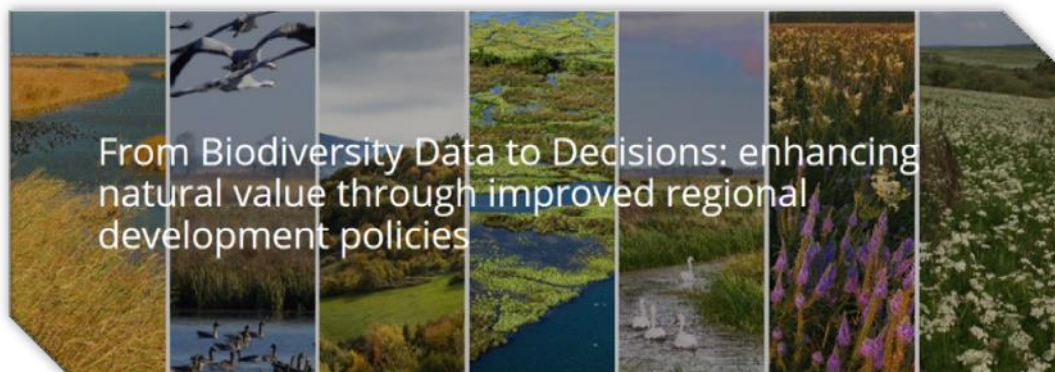 From Biodiversity Data to Decisions: enhancing
natural value through improved regional
development policies